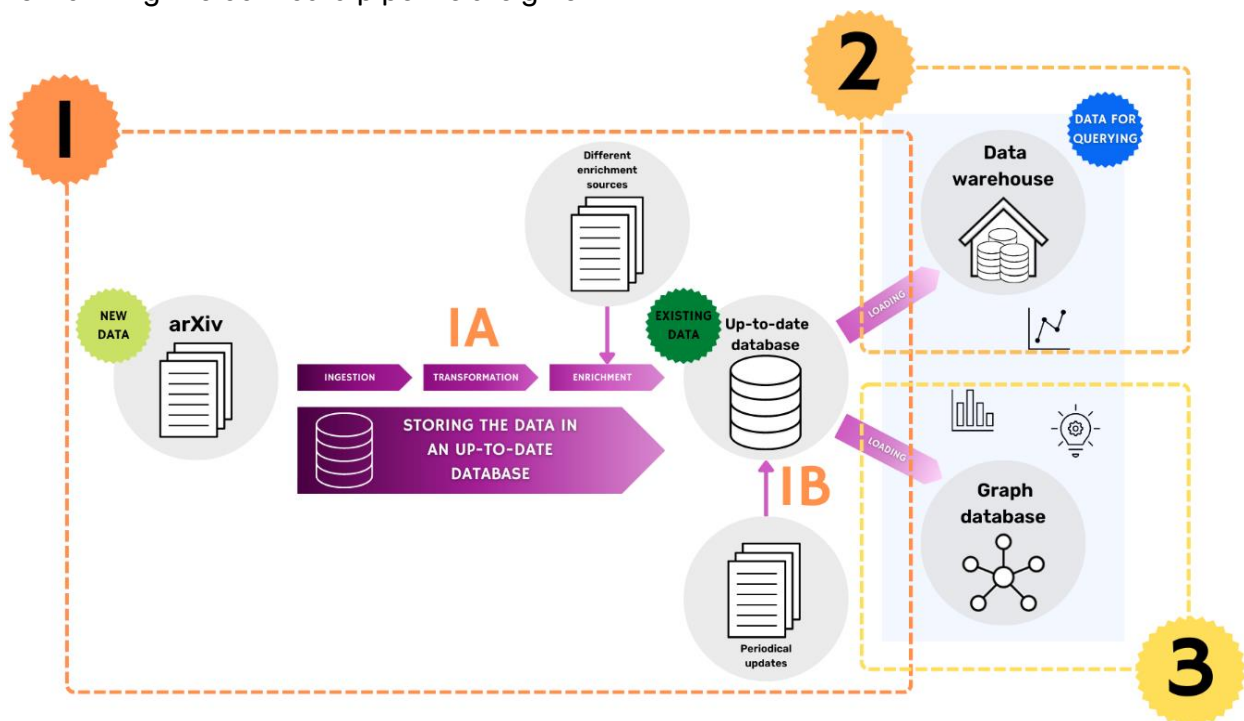 1
2
DATA FOR
QUERYING
Data
warehouse
Different
enrichment
sources
NEW
DATA
arXiv
1A
EXISTING
DATA
Up-to-date
database
LOADING
INGESTION
TRANSFORMATION
ENRICHMENT
STORING THE DATA IN
AN UP-TO-DATE
DATABASE
LOADING
1B
Graph
database
Periodical
updates
3